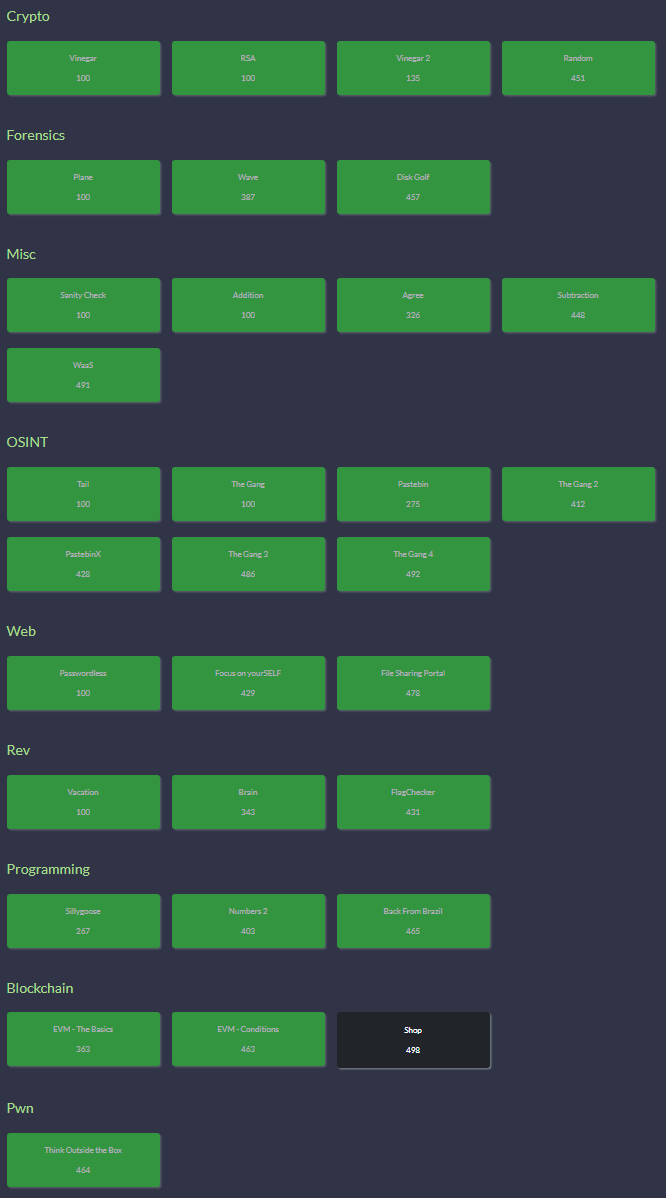 Crypto
Vinegar
100
RSA
100
Vinegar 2
135
Random
451
Forensics
Plane
100
Wave
387
Disk Golf
457
Misc
Sanity Check
100
Addition
100
Agree
326
Subtraction
448
WaaS
491
OSINT
Tail
100
The Gang
100
Pastebin
275
The Gang 2
412
PastebinX
428
The Gang 3
486
The Gang 4
492
Web
Passwordless
100
Focus on yourSELF
429
File Sharing Portal
478
Rev
Vacation
100
Brain
343
FlagChecker
431
Programming
Sillygoose
267
Numbers 2
403
Back From Brazil
465
Blockchain
EVM - The Basics
363
EVM - Conditions
463
Shop
498
Pwn
Think Outside the Box
464